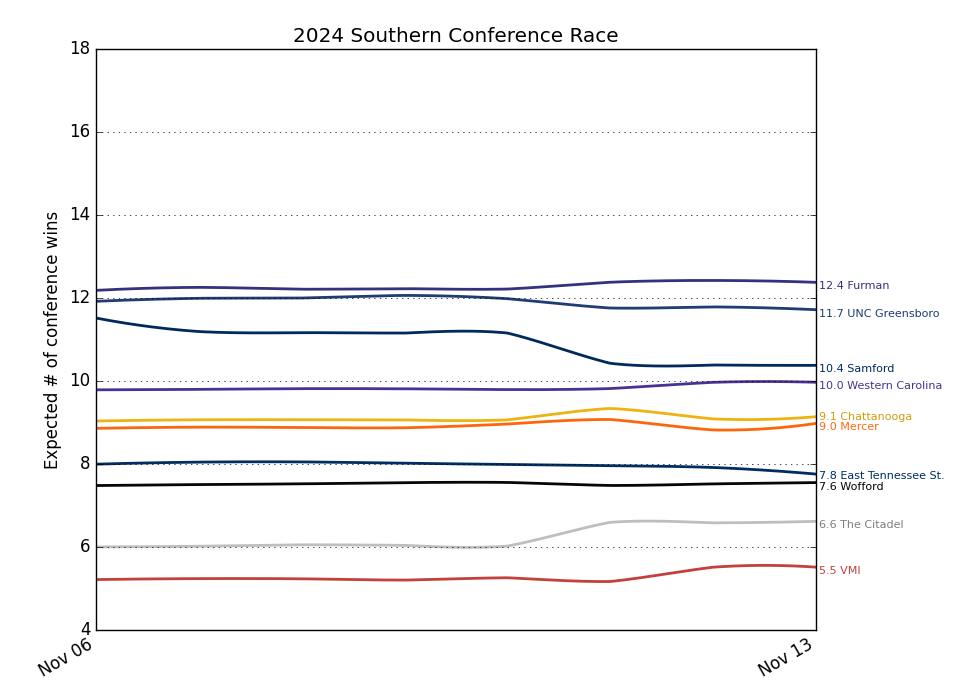 2024 Southern Conference Race
Expected # of conference wins
18
16
14
12
10
8
6
4
Nov 06
Nov 13
12.4 Furman
11.7 UNC Greensboro
10.4 Samford
10.0 Western Carolina
9.1 Chattanooga
9.0 Mercer
7.8 East Tennessee St.
7.6 Wofford
6.6 The Citadel
5.5 VMI